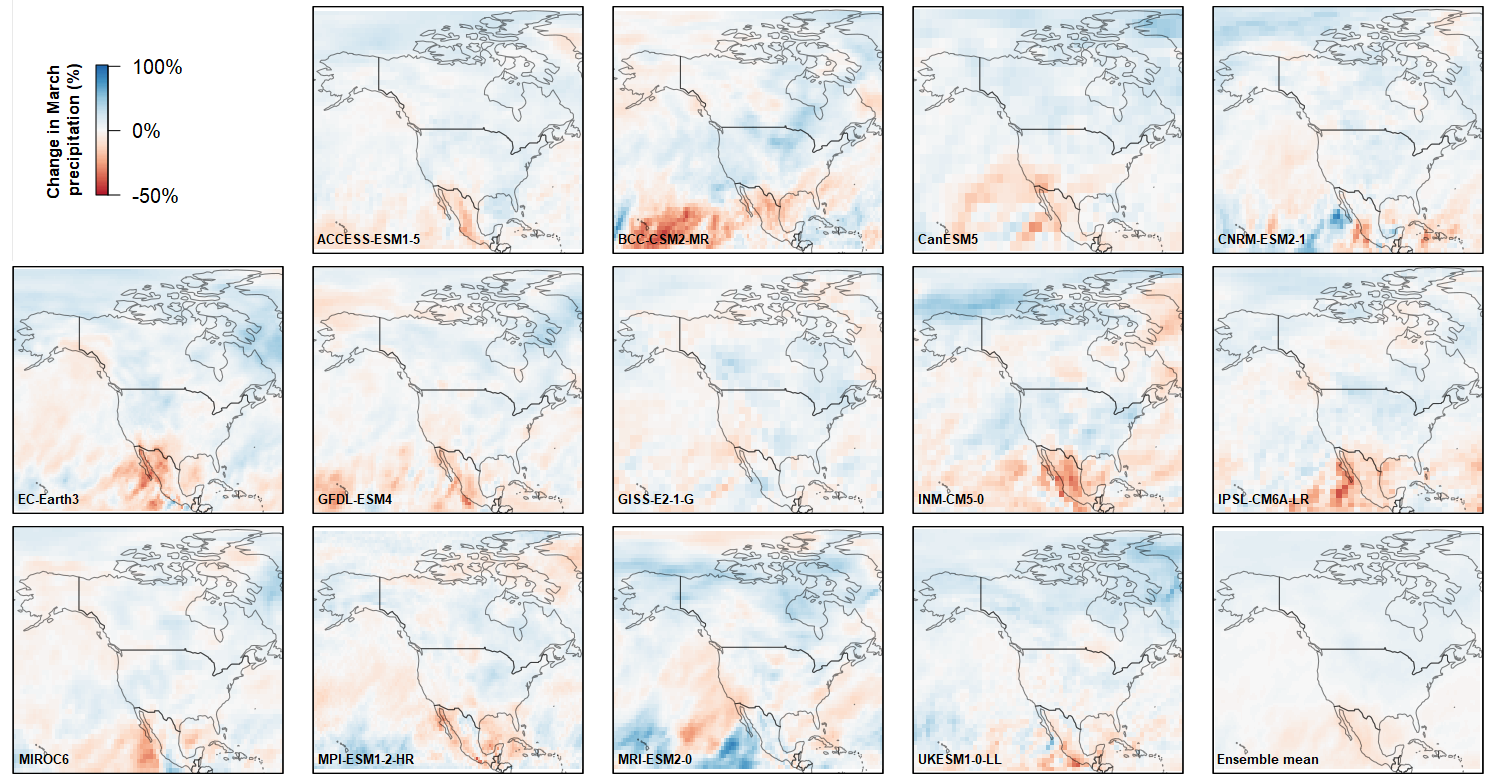 Change in March
precipitation (%)
100%
0%
-50%
ACCESS-ESM1-5
BCC-CSM2-MR
CanESM5
CNRM-ESM2-1
EC-Earth3
GFDL-ESM4
GISS-E2-1-G
INM-CM5-0
IPSL-CM6A-LR
MIROC6
MPI-ESM1-2-HR
MRI-ESM2-0
UKESM1-0-LL
Ensemble mean